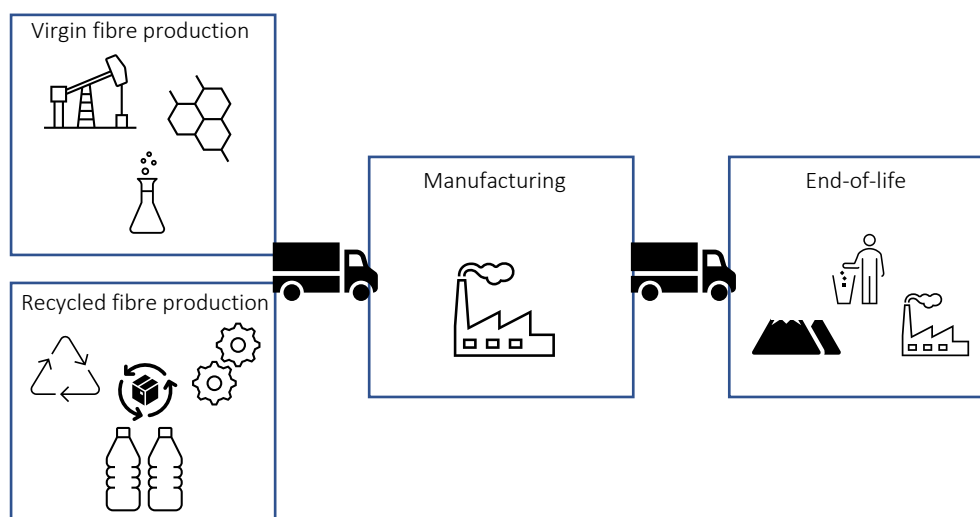 Virgin fibre production
Manufacturing
End-of-life
Recycled fibre production